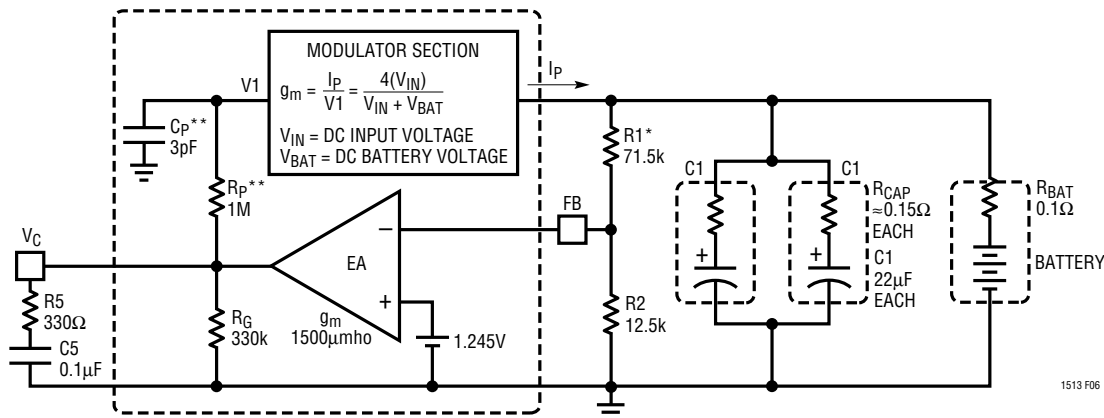 MODULATOR SECTION
gm = IP / V1 = 4(VIN) / VIN + VBAT
VIN = DC INPUT VOLTAGE
VBAT = DC BATTERY VOLTAGE
V1
IP
CP**
3pF
RP**
1M
R1*
71.5k
C1
C1
RCAP
≈0.15Ω
EACH
C1
22µF
EACH
+
+
RBAT
0.1Ω
BATTERY
FB
VC
−
EA
+
gm
1500µmho
1.245V
R5
330Ω
C5
0.1µF
RG
330k
R2
12.5k
1513 F06